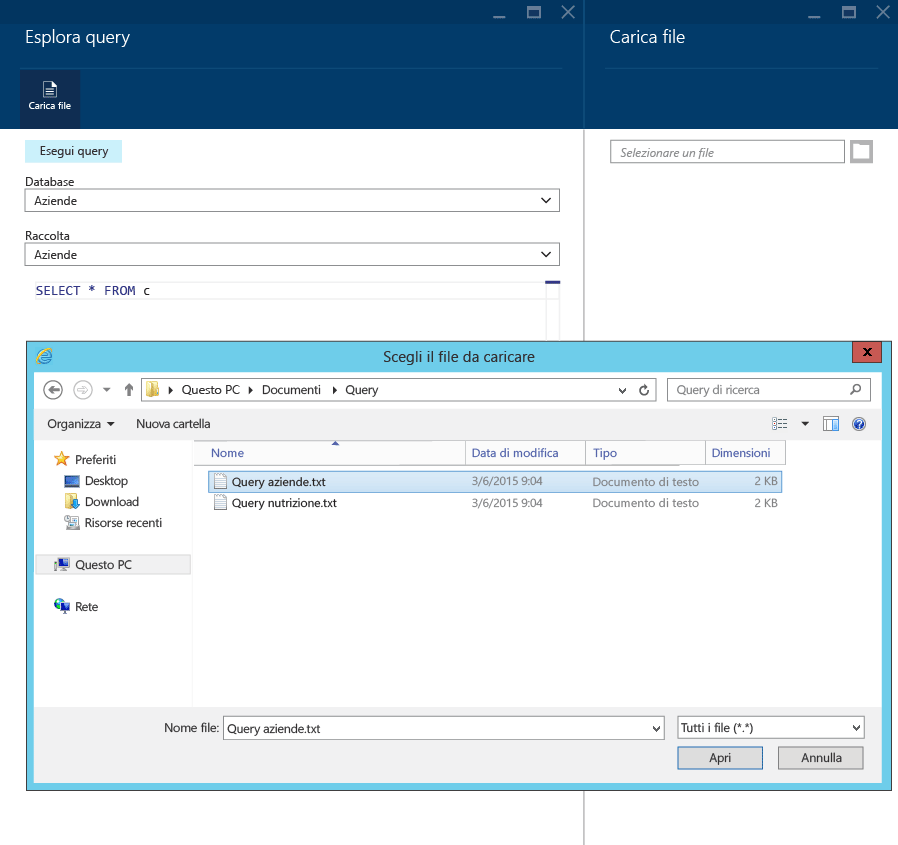 Esplora query
Carica file
Carica file
Esegui query
Selezionare un file
Database
Aziende
Raccolta
Aziende
SELECT * FROM c
Scegli il file da caricare
Questo PC Documenti Query
Query di ricerca
Organizza Nuova cartella
Nome Data di modifica Tipo Dimensioni
Preferiti
Desktop
Download
Risorse recenti
Questo PC
Rete
Query aziende.txt 3/6/2015 9:04 Documento di testo 2 KB
Query nutrizione.txt 3/6/2015 9:04 Documento di testo 2 KB
Nome file: Query aziende.txt Tutti i file (*.*)
Apri Annulla